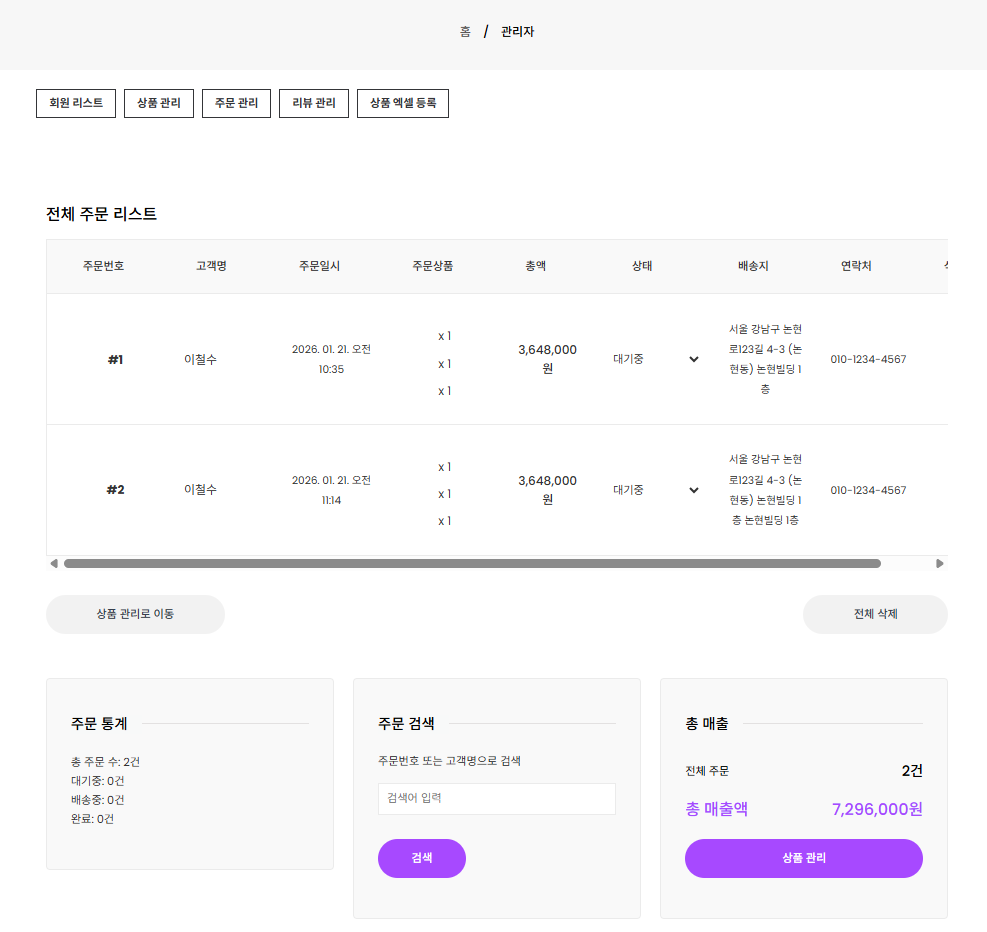 홈 / 관리자
회원 리스트 상품 관리 주문 관리 리뷰 관리 상품 엑셀 등록
전체 주문 리스트
주문번호 고객명 주문일시 주문상품 총액 상태 배송지 연락처
#1 이철수
2026. 01. 21. 오전
10:35
x 1
x 1
x 1
3,648,000
원
대기중
서울 강남구 논현
로123길 4-3 (논
현동) 논현빌딩 1
층
010-1234-4567
#2 이철수
2026. 01. 21. 오전
11:14
x 1
x 1
x 1
3,648,000
원
대기중
서울 강남구 논현
로123길 4-3 (논
현동) 논현빌딩 1
층 논현빌딩 1층
010-1234-4567
상품 관리로 이동 전체 삭제
주문 통계
총 주문 수: 2건
대기중: 0건
배송중: 0건
완료: 0건
주문 검색
주문번호 또는 고객명으로 검색
검색어 입력
검색
총 매출
전체 주문 2건
총 매출액 7,296,000원
상품 관리